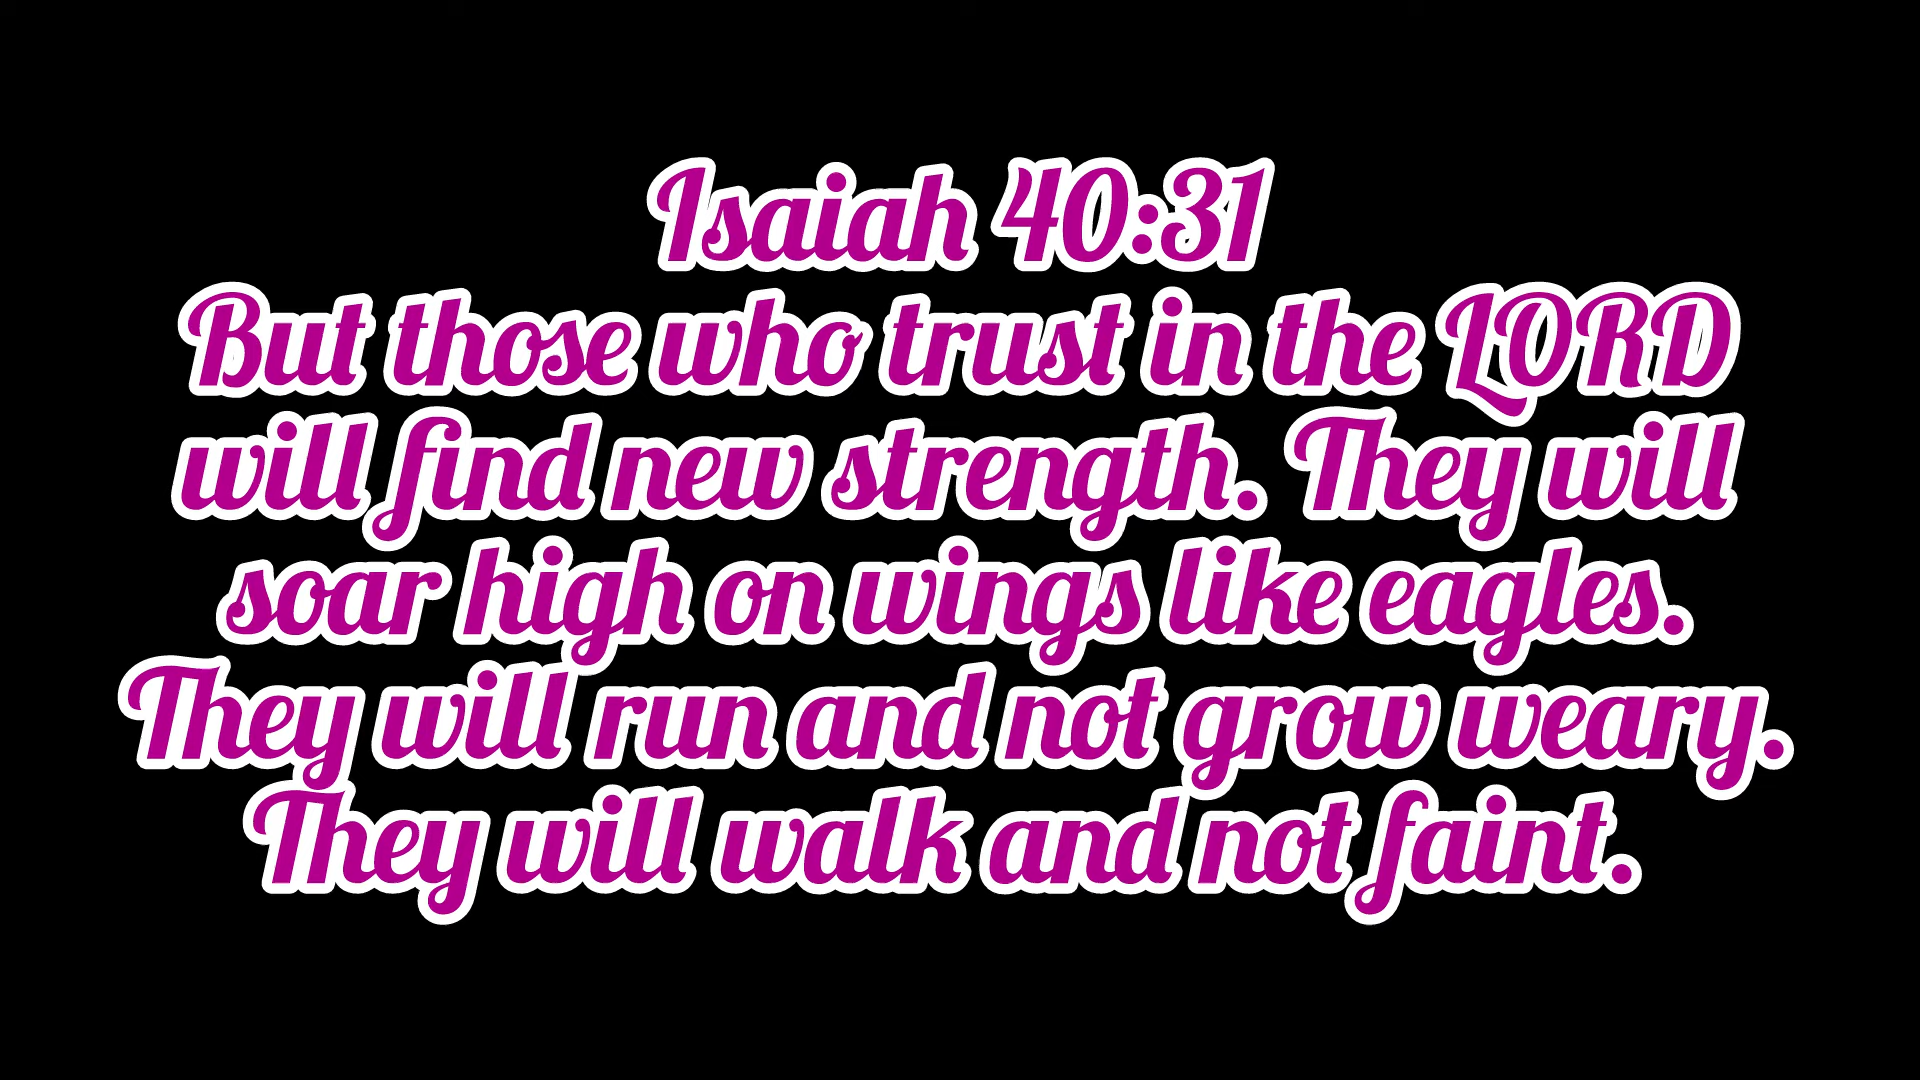 Isaiah 40:31
But those who trust in the LORD
will find new strength. They will
soar high on wings like eagles.
They will run and not grow weary.
They will walk and not faint.